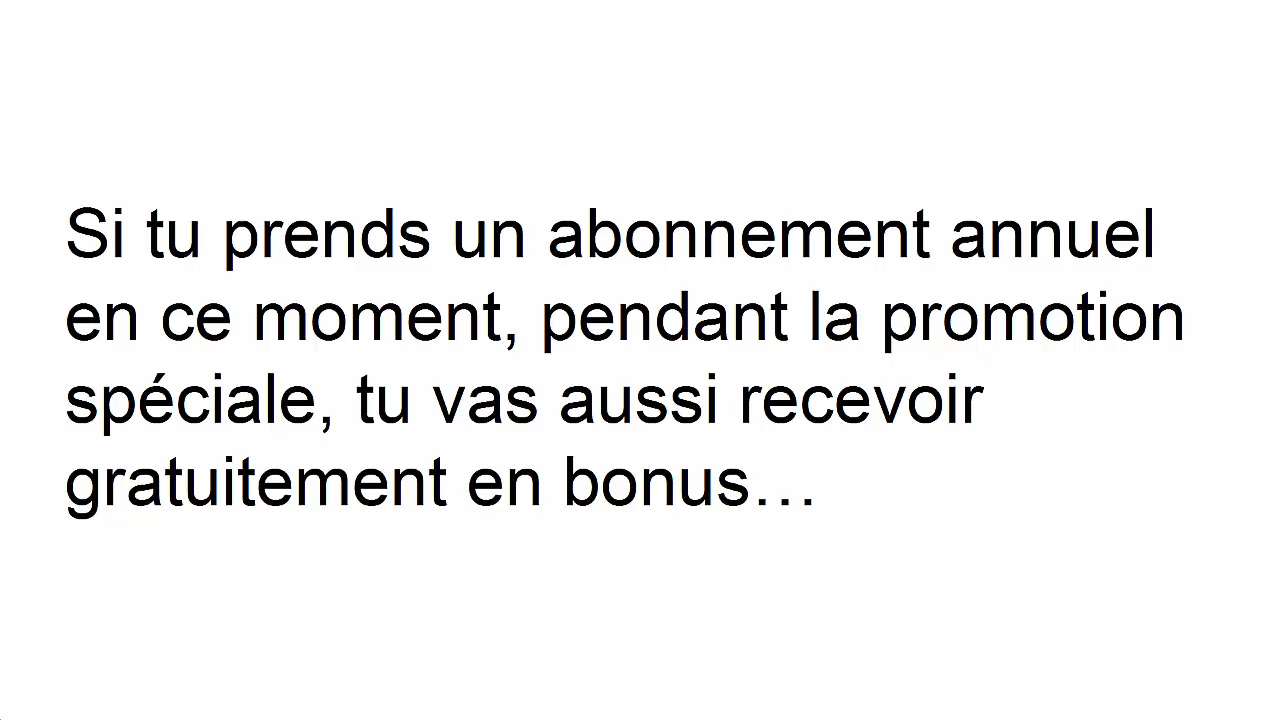 Si tu prends un abonnement annuel
en ce moment, pendant la promotion
spéciale, tu vas aussi recevoir
gratuitement en bonus…